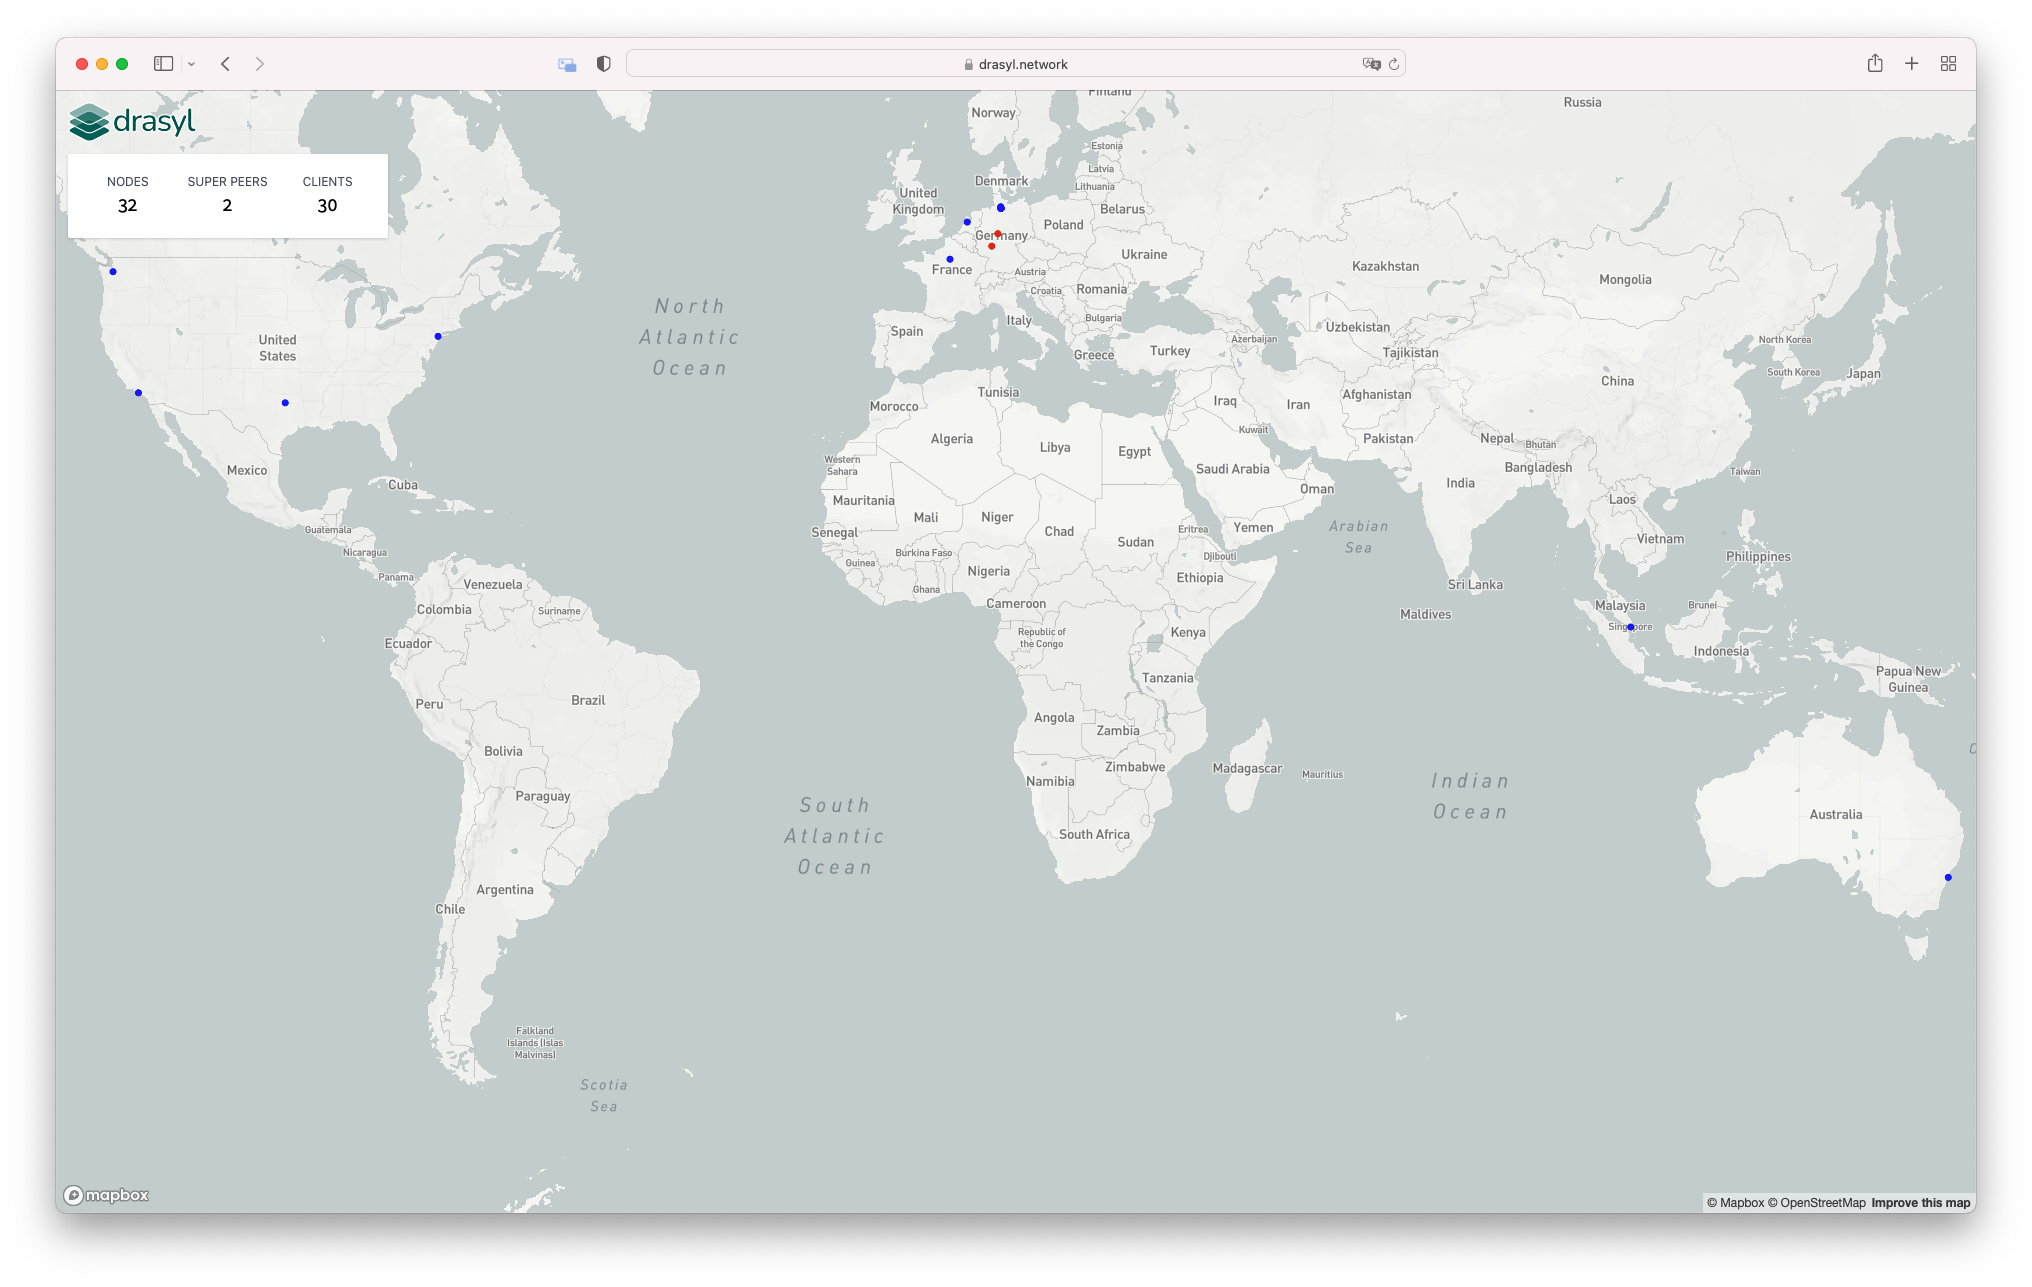 drasyl.network
drasyl
NODES
SUPER PEERS
CLIENTS
32
2
30
Finland
Norway
Russia
Estonia
Latvia
Denmark
Lithuania
United
Kingdom
Belarus
Poland
Germany
Ukraine
France
Austria
Kazakhstan
Mongolia
Croatia
Romania
North
Atlantic
Ocean
Italy
Bulgaria
Spain
Uzbekistan
United
States
Azerbaijan
North Korea
Greece
Turkey
Tajikistan
South Korea
Japan
China
Tunisia
Afghanistan
Morocco
Iraq
Iran
Kuwait
Algeria
Libya
Egypt
Pakistan
Nepal
Bhutan
Western
Sahara
Mexico
Saudi Arabia
Bangladesh
Taiwan
Cuba
India
Oman
Mauritania
Laos
Mali
Niger
Guatemala
Senegal
Chad
Eritrea
Yemen
Arabian
Sea
Nicaragua
Burkina Faso
Sudan
Vietnam
Djibouti
Philippines
Guinea
Nigeria
Panama
Venezuela
Ethiopia
Sri Lanka
Ghana
Colombia
Suriname
Cameroon
Malaysia
Brunei
Maldives
Republic of
the Congo
Singapore
Kenya
Ecuador
Indonesia
Tanzania
Papua New
Guinea
Peru
Brazil
Angola
Zambia
Bolivia
Zimbabwe
Madagascar
Mauritius
Namibia
Indian
Ocean
Paraguay
South
Atlantic
Ocean
Australia
South Africa
Argentina
Chile
Falkland
Islands (Islas
Malvinas)
Scotia
Sea
mapbox
© Mapbox © OpenStreetMap Improve this map